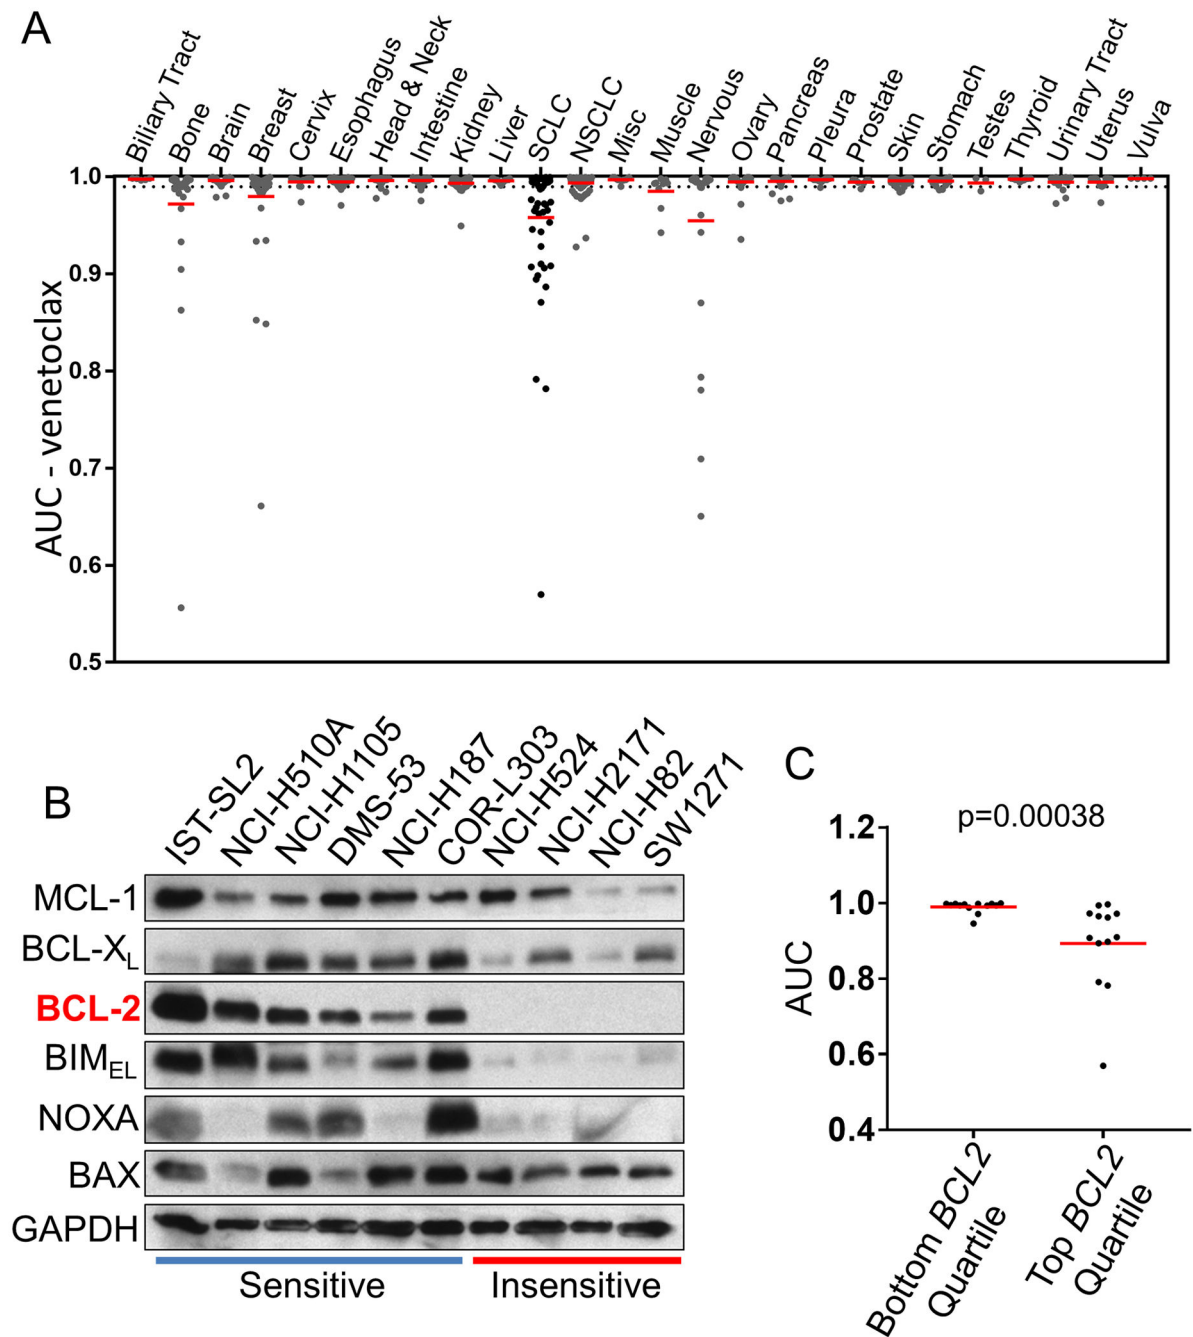 A
Biliary Tract
Bone
Brain
Breast
Cervix
Esophagus
Head & Neck
Intestine
Kidney
Liver
SCLC
NSCLC
Misc
Muscle
Nervous
Ovary
Pancreas
Pleura
Prostate
Skin
Stomach
Testes
Thyroid
Urinary Tract
Uterus
Vulva
AUC - venetoclax
1.0
0.9
0.8
0.7
0.6
0.5
B
IST-SL2
NCI-H510A
NCI-H1105
DMS-53
NCI-H187
COR-L303
NCI-H524
NCI-H2171
NCI-H82
SW1271
MCL-1
BCL-XL
BCL-2
BIMEL
NOXA
BAX
GAPDH
Sensitive
Insensitive
C
p=0.00038
AUC
1.2
1.0
0.8
0.6
0.4
Bottom BCL2
Quartile
Top BCL2
Quartile